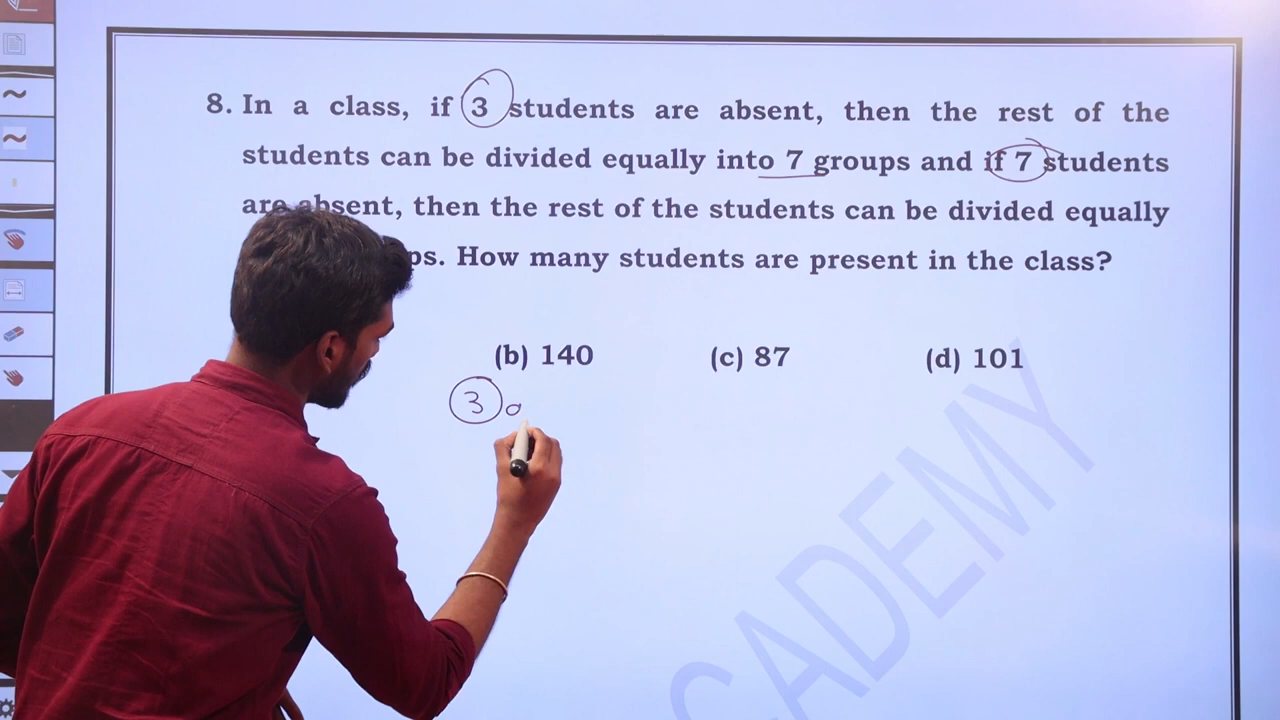 8. In a class, if 3 students are absent, then the rest of the
students can be divided equally into 7 groups and if 7 students
are absent, then the rest of the students can be divided equally
How many students are present in the class?
(b) 140 (c) 87 (d) 101
3